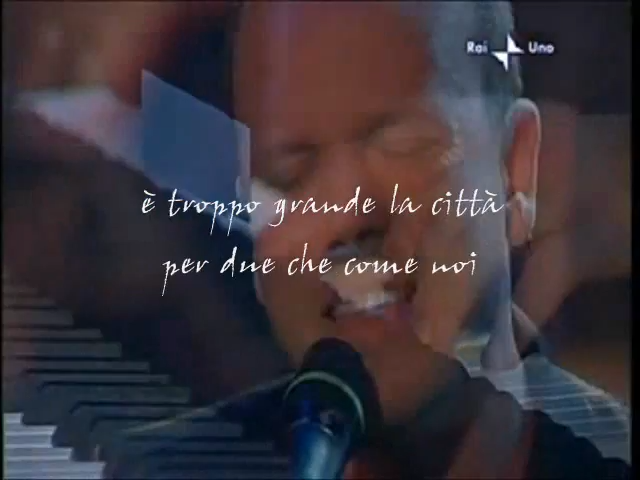 Rai Uno
è troppo grande la città
per due che come noi